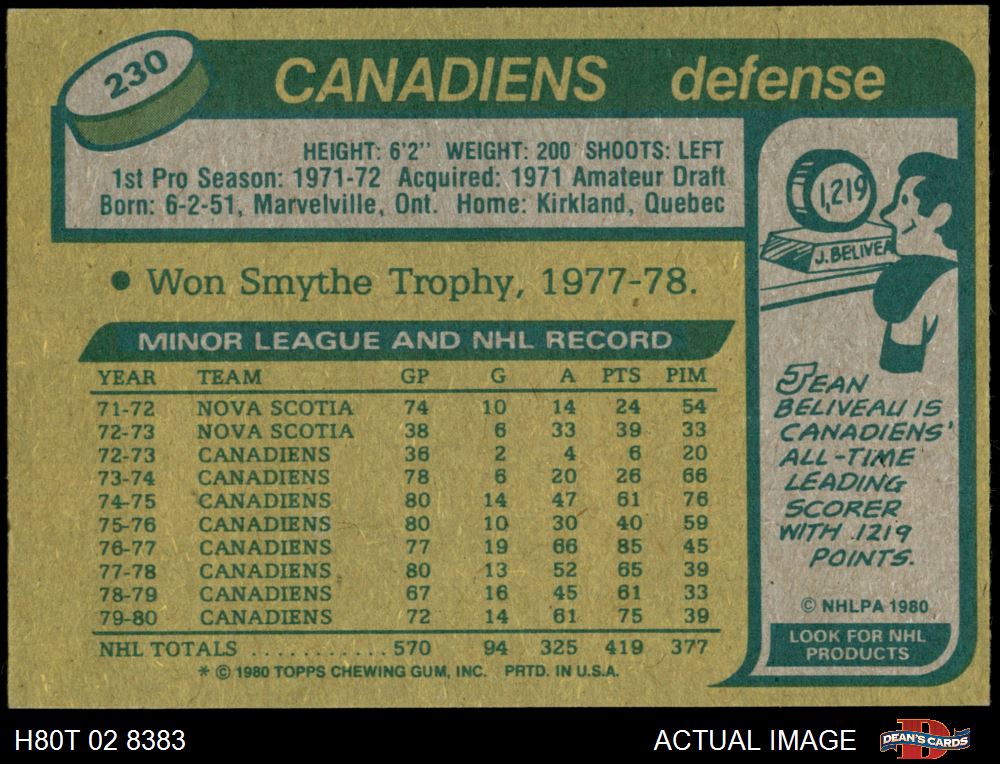 230
CANADIENS defense
HEIGHT: 6'2" WEIGHT: 200 SHOOTS: LEFT
1st Pro Season: 1971-72 Acquired: 1971 Amateur Draft
Born: 6-2-51, Marvelville, Ont. Home: Kirkland, Quebec
• Won Smythe Trophy, 1977-78.
MINOR LEAGUE AND NHL RECORD
YEAR TEAM GP G A PTS PIM
71-72 NOVA SCOTIA 74 10 14 24 54
72-73 NOVA SCOTIA 38 6 33 39 33
72-73 CANADIENS 36 2 4 6 20
73-74 CANADIENS 78 6 20 26 66
74-75 CANADIENS 80 14 47 61 76
75-76 CANADIENS 80 10 30 40 59
76-77 CANADIENS 77 19 66 85 45
77-78 CANADIENS 80 13 52 65 39
78-79 CANADIENS 67 16 45 61 33
79-80 CANADIENS 72 14 61 75 39
NHL TOTALS ........... 570 94 325 419 377
* © 1980 TOPPS CHEWING GUM, INC. PRTD. IN U.S.A.
1,219
J. BELIVEA
JEAN
BELIVEAU IS
CANADIENS'
ALL-TIME
LEADING
SCORER
WITH 1219
POINTS.
© NHLPA 1980
LOOK FOR NHL
PRODUCTS
H80T 02 8383
ACTUAL IMAGE
DEAN'S CARDS